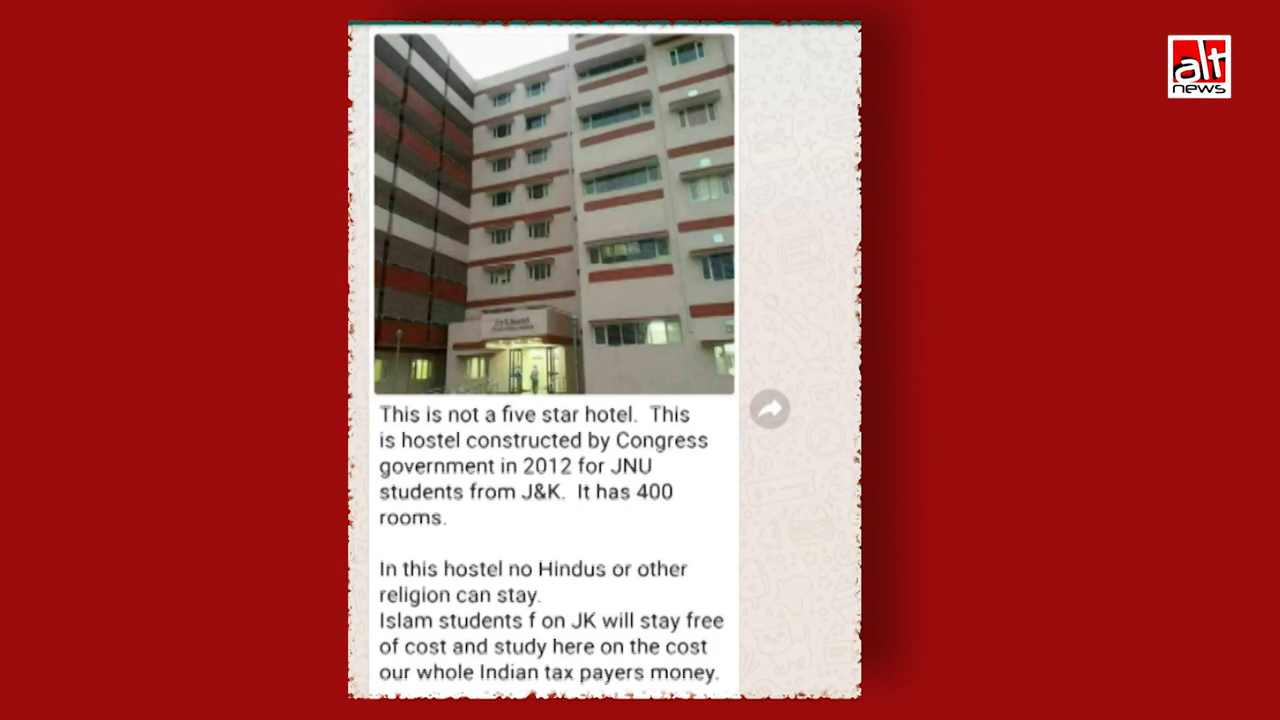 alt
news
This is not a five star hotel. This
is hostel constructed by Congress
government in 2012 for JNU
students from J&K. It has 400
rooms.
In this hostel no Hindus or other
religion can stay.
Islam students f on JK will stay free
of cost and study here on the cost
our whole Indian tax payers money.